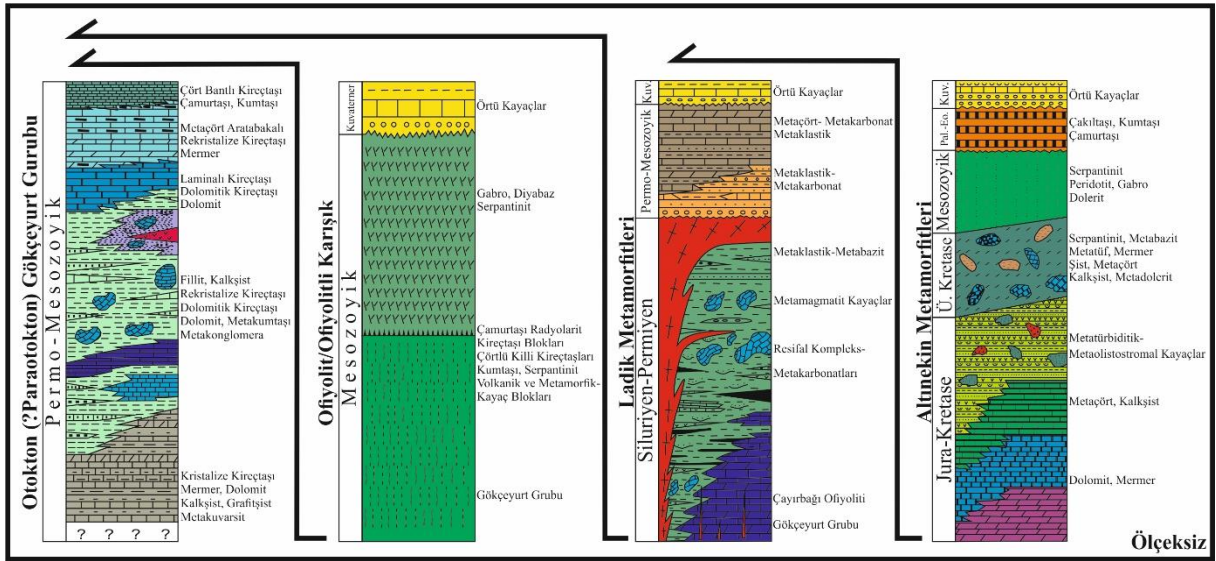 Otokton (?Paraotokton) Gökçeyurt Gurubu
Permo-Mesozoyik
Çört Bantlı Kireçtaşı
Çamurtaşı, Kumtaşı
Metaçört Aratabakalı
Rekristalize Kireçtaşı
Mermer
Laminalı Kireçtaşı
Dolomitik Kireçtaşı
Dolomit
Fillit, Kalkşist
Rekristalize Kireçtaşı
Dolomitik Kireçtaşı
Dolomit, Metakumtaşı
Metakonglomera
Kristalize Kireçtaşı
Mermer, Dolomit
Kalkşist, Grafitşist
Metakuvarsit
? ? ? ?
Ofiyolit/Ofiyolitli Karışık
Kuvaterner
Mesozoyik
Örtü Kayaçlar
Gabro, Diyabaz
Serpantinit
Çamurtaşı Radyolarit
Kireçtaşı Blokları
Çörtlü Killi Kireçtaşları
Kumtaşı, Serpantinit
Volkanik ve Metamorfik-
Kayaç Blokları
Gökçeyurt Grubu
Ladik Metamorfitleri
Kuv.
Permo-Mesozoyik
Siluriyen-Permiyen
Örtü Kayaçlar
Metaçört- Metakarbonat
Metaklastik
Metaklastik-
Metakarbonat
Metaklastik-Metabazit
Metamagmatit Kayaçlar
Resifal Kompleks-
Metakarbonatları
Çayırbağı Ofiyoliti
Gökçeyurt Grubu
Altınekin Metamorfitleri
Kuv.
Pal.-Eo.
Mesozoyik
Ü. Kretase
Jura-Kretase
Örtü Kayaçlar
Çakıltaşı, Kumtaşı
Çamurtaşı
Serpantinit
Peridotit, Gabro
Dolerit
Serpantinit, Metabazit
Metatüf, Mermer
Şist, Metaçört
Kalkşist, Metadolerit
Metatürbiditik-
Metaolistostromal Kayaçlar
Metaçört, Kalkşist
Dolomit, Mermer
Ölçeksiz